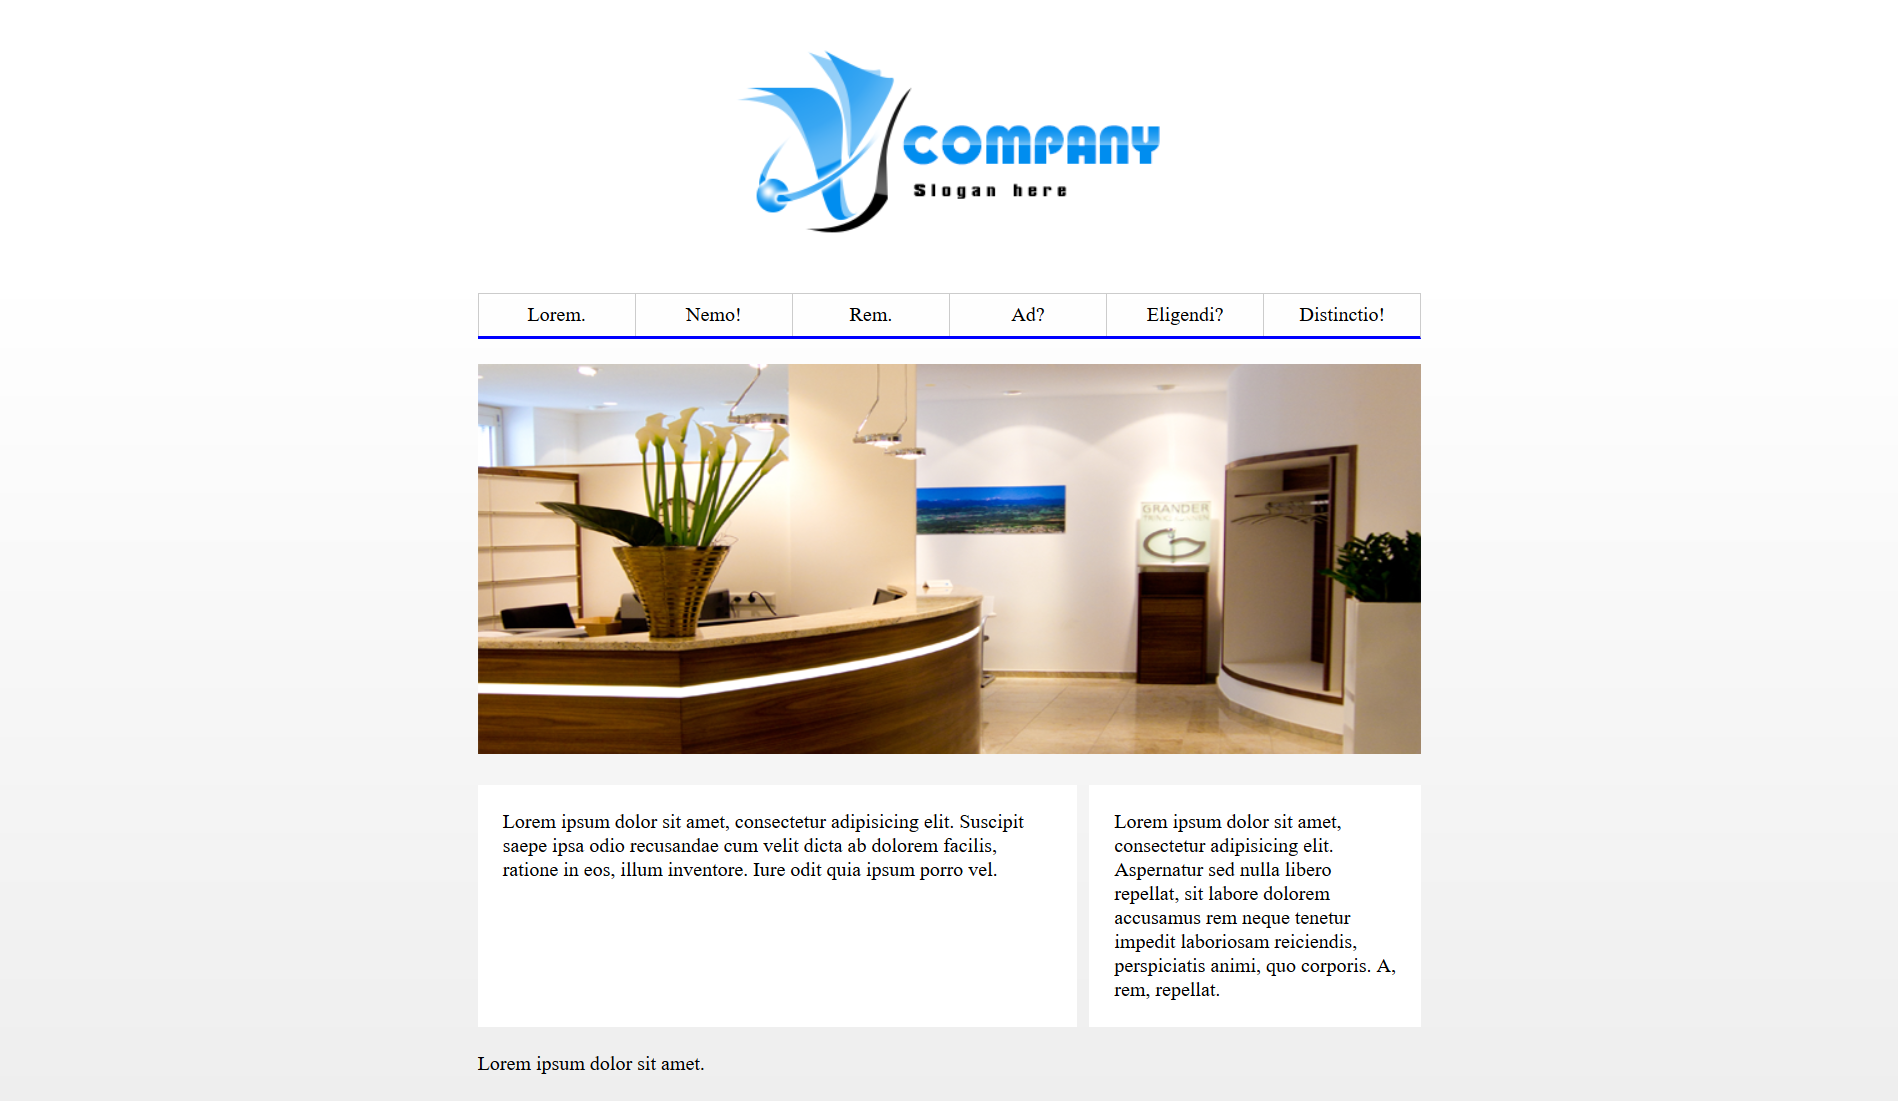 COMPANY
Slogan here
Lorem.
Nemo!
Rem.
Ad?
Eligendi?
Distinctio!
GRANDER
Lorem ipsum dolor sit amet, consectetur adipisicing elit. Suscipit
saepe ipsa odio recusandae cum velit dicta ab dolorem facilis,
ratione in eos, illum inventore. Iure odit quia ipsum porro vel.
Lorem ipsum dolor sit amet,
consectetur adipisicing elit.
Aspernatur sed nulla libero
repellat, sit labore dolorem
accusamus rem neque tenetur
impedit laboriosam reiciendis,
perspiciatis animi, quo corporis. A,
rem, repellat.
Lorem ipsum dolor sit amet.